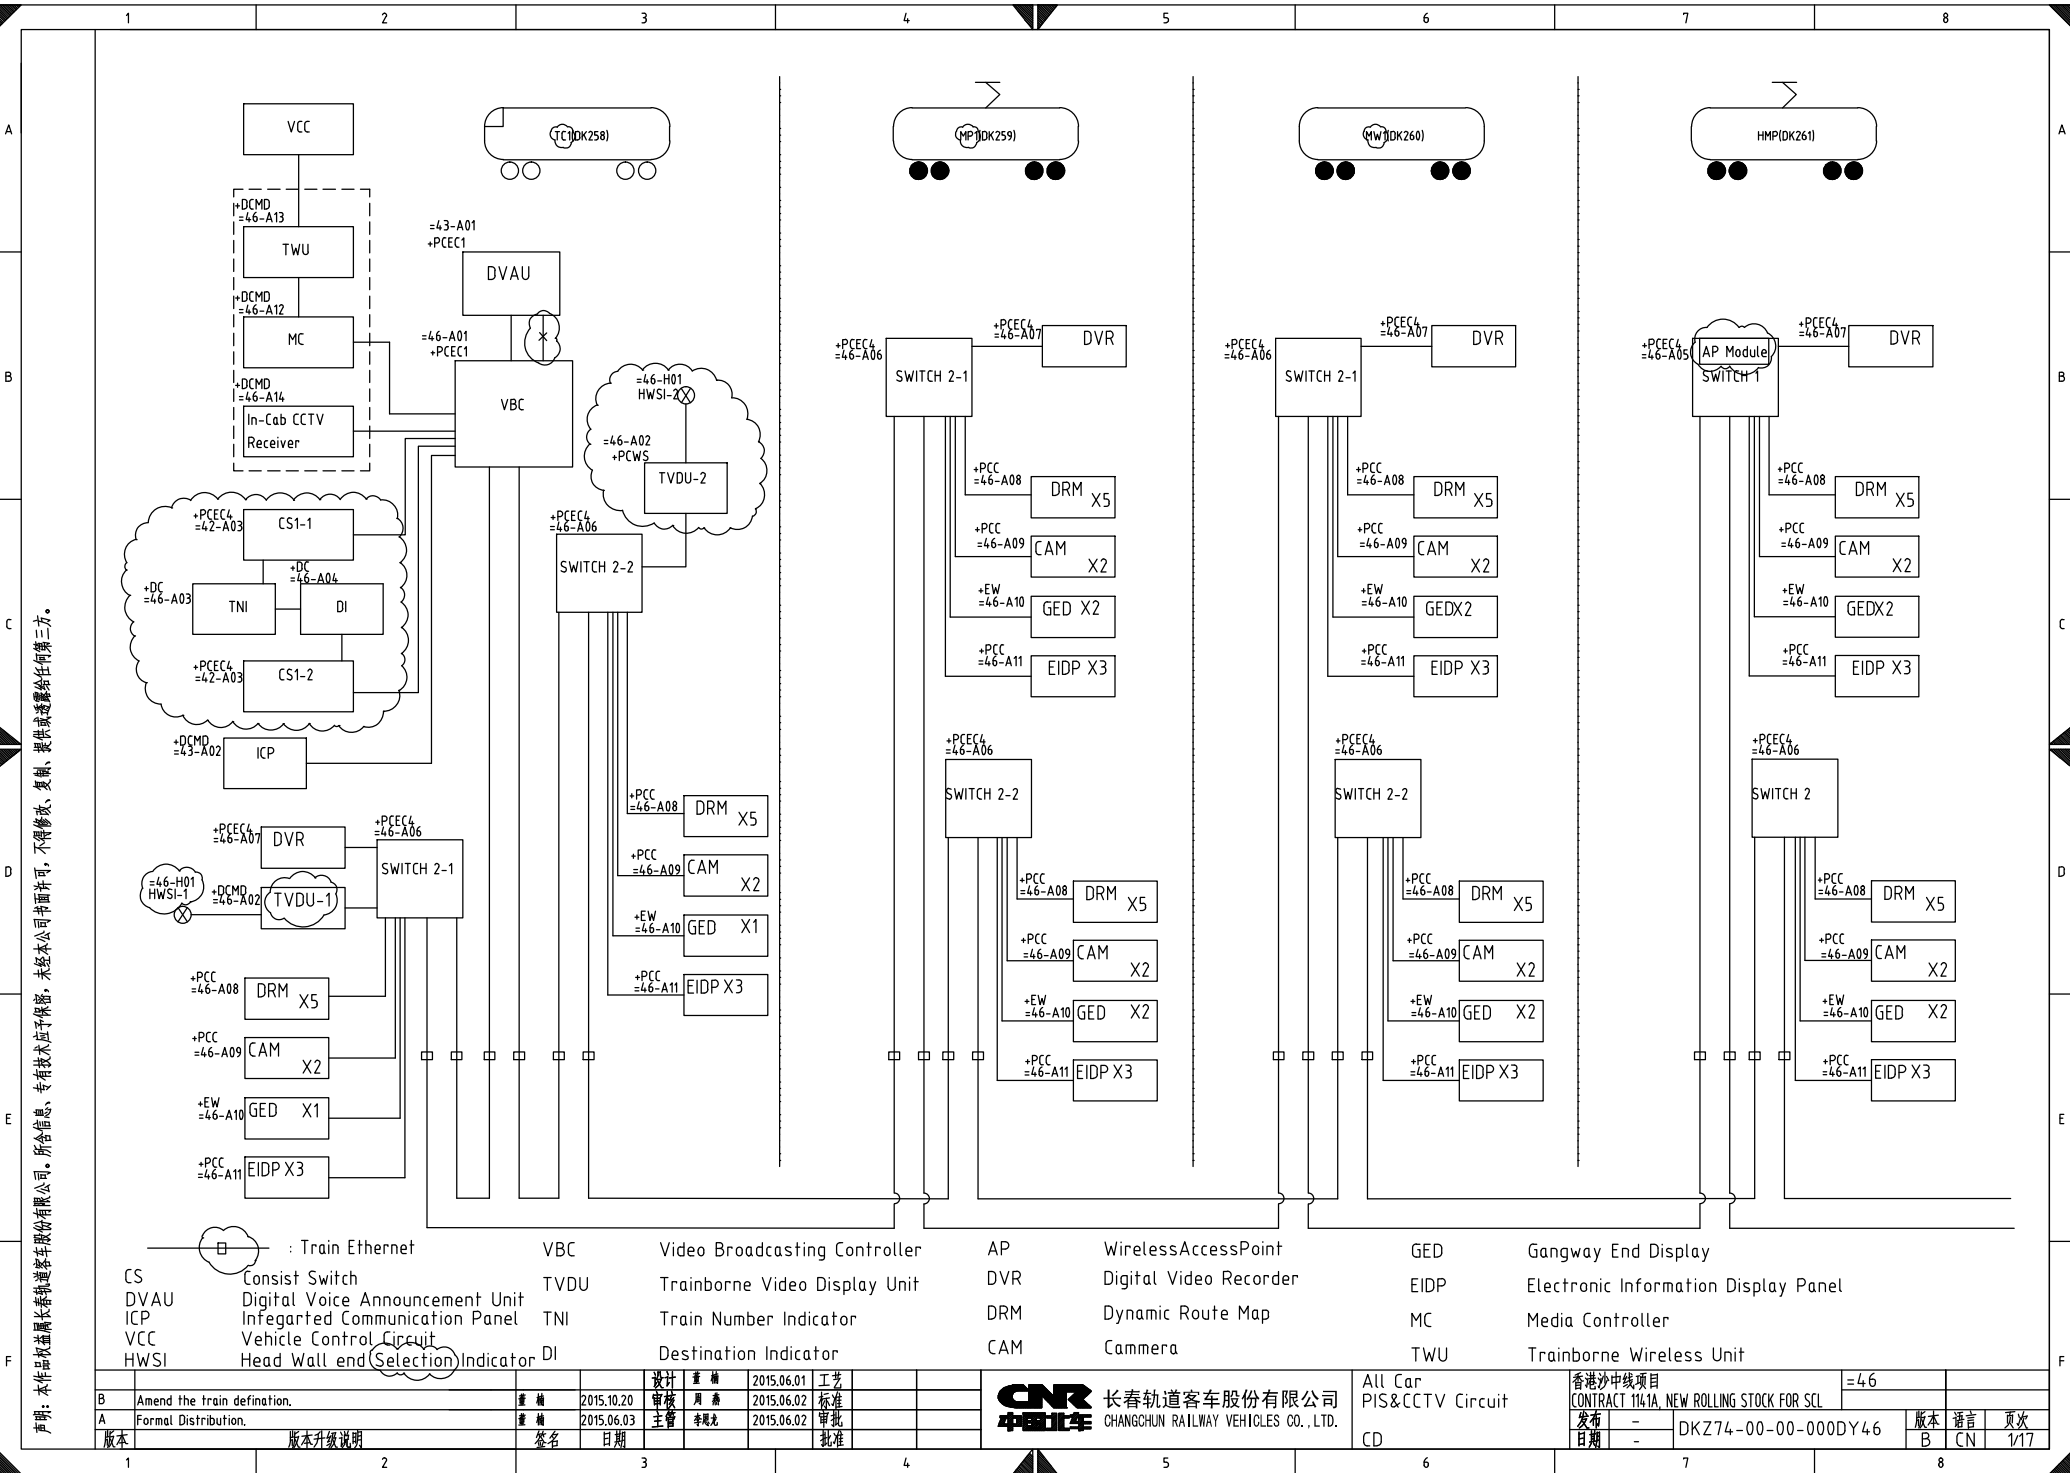 1 2 3 4 5 6 7 8
A
B
C
D
E
F
VCC
+DCMD
=46-A13
TWU
+DCMD
=46-A12
MC
+DCMD
=46-A14
In-Cab CCTV
Receiver
TC1(DK258)
=43-A01
+PCEC1
DVAU
=46-A01
+PCEC1
VBC
=46-H01
HWSI-2
=46-A02
+PCWS
TVDU-2
+PCEC4
=42-A03
CS1-1
+DC
=46-A04
+DC
=46-A03
TNI
DI
+PCEC4
=42-A03
CS1-2
+DCMD
=43-A02
ICP
+PCEC4
=46-A06
SWITCH 2-2
+PCC
=46-A08
DRM X5
+PCC
=46-A09
CAM X2
+EW
=46-A10
GED X1
+PCC
=46-A11
EIDP X3
+PCEC4
=46-A07
DVR
+PCEC4
=46-A06
SWITCH 2-1
=46-H01
HWSI-1
+DCMD
=46-A02
TVDU-1
+PCC
=46-A08
DRM X5
+PCC
=46-A09
CAM X2
+EW
=46-A10
GED X1
+PCC
=46-A11
EIDP X3
MP1(DK259)
+PCEC4
=46-A06
SWITCH 2-1
+PCEC4
=46-A07
DVR
+PCC
=46-A08
DRM X5
+PCC
=46-A09
CAM X2
+EW
=46-A10
GED X2
+PCC
=46-A11
EIDP X3
+PCEC4
=46-A06
SWITCH 2-2
+PCC
=46-A08
DRM X5
+PCC
=46-A09
CAM X2
+EW
=46-A10
GED X2
+PCC
=46-A11
EIDP X3
MW1(DK260)
+PCEC4
=46-A06
SWITCH 2-1
+PCEC4
=46-A07
DVR
+PCC
=46-A08
DRM X5
+PCC
=46-A09
CAM X2
+EW
=46-A10
GEDX2
+PCC
=46-A11
EIDP X3
+PCEC4
=46-A06
SWITCH 2-2
+PCC
=46-A08
DRM X5
+PCC
=46-A09
CAM X2
+EW
=46-A10
GED X2
+PCC
=46-A11
EIDP X3
HMP(DK261)
+PCEC4
=46-A05
AP Module
SWITCH 1
+PCEC4
=46-A07
DVR
+PCC
=46-A08
DRM X5
+PCC
=46-A09
CAM X2
+EW
=46-A10
GEDX2
+PCC
=46-A11
EIDP X3
+PCEC4
=46-A06
SWITCH 2
+PCC
=46-A08
DRM X5
+PCC
=46-A09
CAM X2
+EW
=46-A10
GED X2
+PCC
=46-A11
EIDP X3
: Train Ethernet
CS Consist Switch
DVAU Digital Voice Announcement Unit
ICP Integarted Communication Panel
VCC Vehicle Control Circuit
HWSI Head Wall end Selection Indicator
VBC Video Broadcasting Controller
TVDU Trainborne Video Display Unit
TNI Train Number Indicator
DI Destination Indicator
AP WirelessAccessPoint
DVR Digital Video Recorder
DRM Dynamic Route Map
CAM Cammera
GED Gangway End Display
EIDP Electronic Information Display Panel
MC Media Controller
TWU Trainborne Wireless Unit
声明：本作品权益属长春轨道客车股份有限公司。所含信息、专有技术应予保密，未经本公司书面许可，不得修改、复制、提供或透露给任何第三方。
B Amend the train defination. 董楠 2015.10.20
A Formal Distribution. 董楠 2015.06.03
版本 版本升级说明 签名 日期
设计 董楠 2015.06.01 工艺
审核 周燕 2015.06.02 标准
主管 2015.06.02 审批
批准
CNR
中国北车
长春轨道客车股份有限公司
CHANGCHUN RAILWAY VEHICLES CO.,LTD.
All Car
PIS&CCTV Circuit
CD
香港沙中线项目
CONTRACT 1141A, NEW ROLLING STOCK FOR SCL
=46
发布 -
日期 -
DKZ74-00-00-000DY46
版本 语言 页次
B CN 1/17
A
B
C
D
E
F
1 2 3 4 5 6 7 8